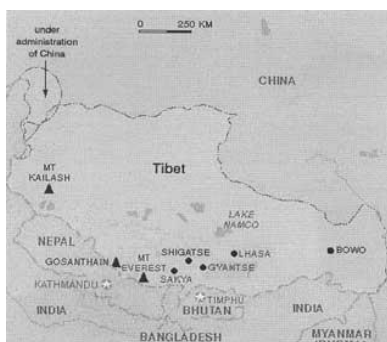 0 250 KM
under
administration
of China
CHINA
MT
KAILASH
Tibet
LAKE
NAMCO
NEPAL
GOSANTHAIN
MT
EVEREST
SHIGATSE
LHASA
BOWO
SAKYA
GYANTSE
KATHMANDU
TIMPHU
INDIA
BHUTAN
INDIA
BANGLADESH
MYANMAR